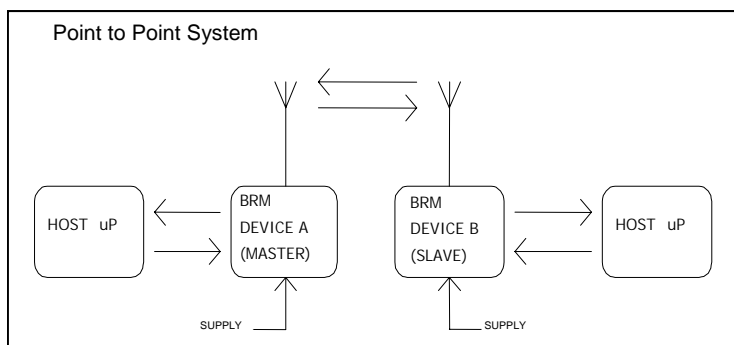 Point to Point System
HOST uP
BRM
DEVICE A
(MASTER)
BRM
DEVICE B
(SLAVE)
HOST uP
SUPPLY
SUPPLY